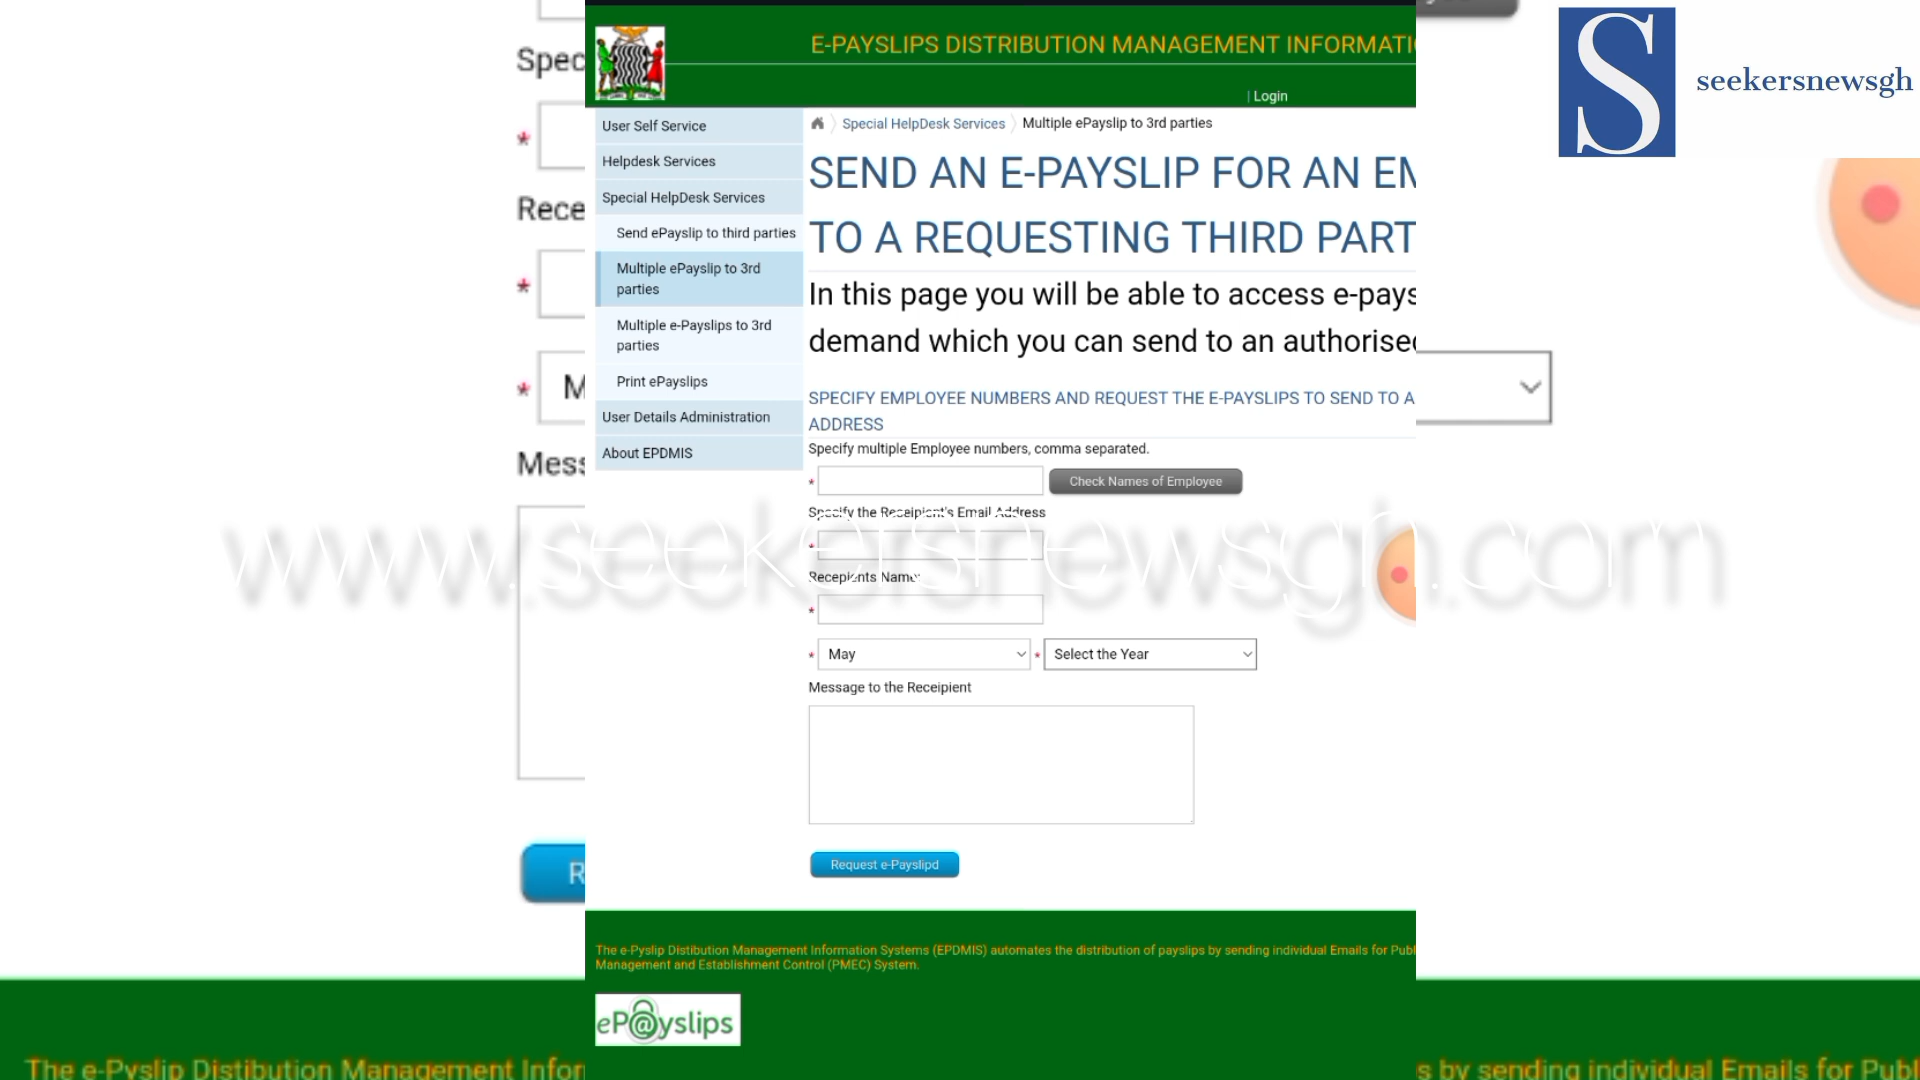 E-PAYSLIPS DISTRIBUTION MANAGEMENT INFORMATI
| Login
seekersnewsgh
User Self Service
Helpdesk Services
Special HelpDesk Services
Send ePayslip to third parties
Multiple ePayslip to 3rd
parties
Multiple e-Payslips to 3rd
parties
Print ePayslips
User Details Administration
About EPDMIS
Special HelpDesk Services
Multiple ePayslip to 3rd parties
SEND AN E-PAYSLIP FOR AN EM
TO A REQUESTING THIRD PART
In this page you will be able to access e-pays
demand which you can send to an authorised
SPECIFY EMPLOYEE NUMBERS AND REQUEST THE E-PAYSLIPS TO SEND TO A
ADDRESS
Specify multiple Employee numbers, comma separated.
* Check Names of Employee
Specify the Receipient's Email Address
*
www.seekersnewsgh.com
Recepients Name
*
* May * Select the Year
Message to the Receipient
Request e-Payslipd
The e-Pyslip Distibution Management Information Systems (EPDMIS) automates the distribution of payslips by sending individual Emails for Publ
Management and Establishment Control (PMEC) System.
eP@yslips
Spec
*
Rece
*
* M
Mess
R
The e-Pyslip Distibution Management Infor
s by sending individual Emails for Publ